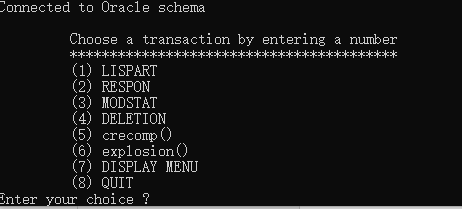 Connected to Oracle schema
Choose a transaction by entering a number
*****************************************
(1) LISPART
(2) RESPON
(3) MODSTAT
(4) DELETION
(5) crecomp()
(6) explosion()
(7) DISPLAY MENU
(8) QUIT
Enter your choice ?